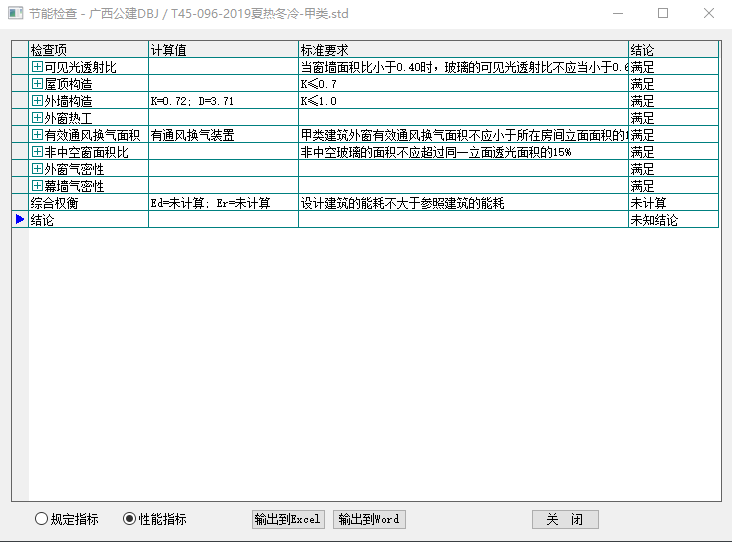 节能检查 - 广西公建DBJ / T45-096-2019夏热冬冷-甲类.std
检查项 计算值 标准要求 结论
可见光透射比 当窗墙面积比小于0.40时，玻璃的可见光透射比不应当小于0.6 满足
屋顶构造 K≤0.7 满足
外墙构造 K=0.72; D=3.71 K≤1.0 满足
外窗热工 满足
有效通风换气面积 有通风换气装置 甲类建筑外窗有效通风换气面积不应小于所在房间立面面积的1 满足
非中空窗面积比 非中空玻璃的面积不应超过同一立面透光面积的15% 满足
外窗气密性 满足
幕墙气密性 满足
综合权衡 Ed=未计算; Er=未计算 设计建筑的能耗不大于参照建筑的能耗 未计算
结论 未知结论
规定指标 性能指标 输出到Excel 输出到Word 关 闭